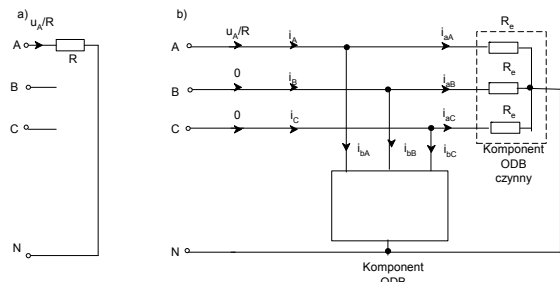 a)
u_A/R
A
R
B
C
N
b)
A
u_A/R
i_A
i_aA
R_e
B
0
i_B
i_aB
R_e
C
0
i_C
i_aC
R_e
Komponent
ODB
czynny
i_bA
i_bB
i_bC
N
Komponent
ODB